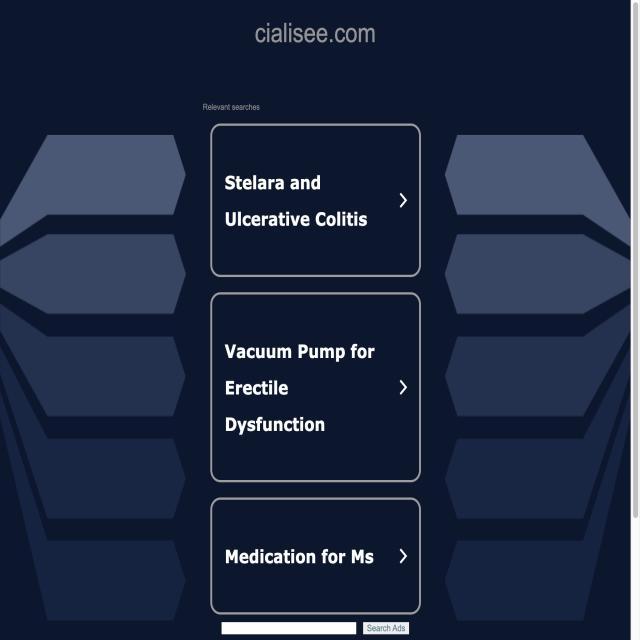 cialisee.com
Relevant searches
Stelara and
Ulcerative Colitis
Vacuum Pump for
Erectile
Dysfunction
Medication for Ms
Search Ads